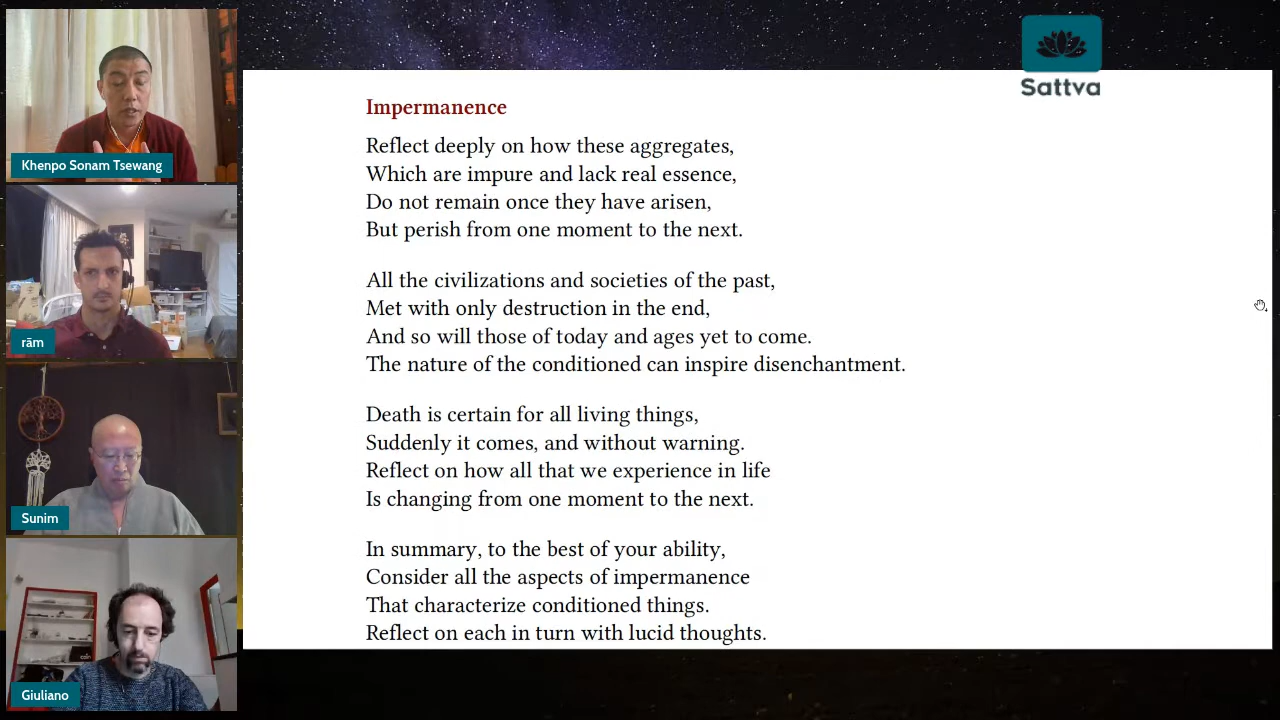 Sattva
Impermanence
Reflect deeply on how these aggregates,
Which are impure and lack real essence,
Do not remain once they have arisen,
But perish from one moment to the next.
All the civilizations and societies of the past,
Met with only destruction in the end,
And so will those of today and ages yet to come.
The nature of the conditioned can inspire disenchantment.
Death is certain for all living things,
Suddenly it comes, and without warning.
Reflect on how all that we experience in life
Is changing from one moment to the next.
In summary, to the best of your ability,
Consider all the aspects of impermanence
That characterize conditioned things.
Reflect on each in turn with lucid thoughts.
Khenpo Sonam Tsewang
rām
Sunim
Giuliano